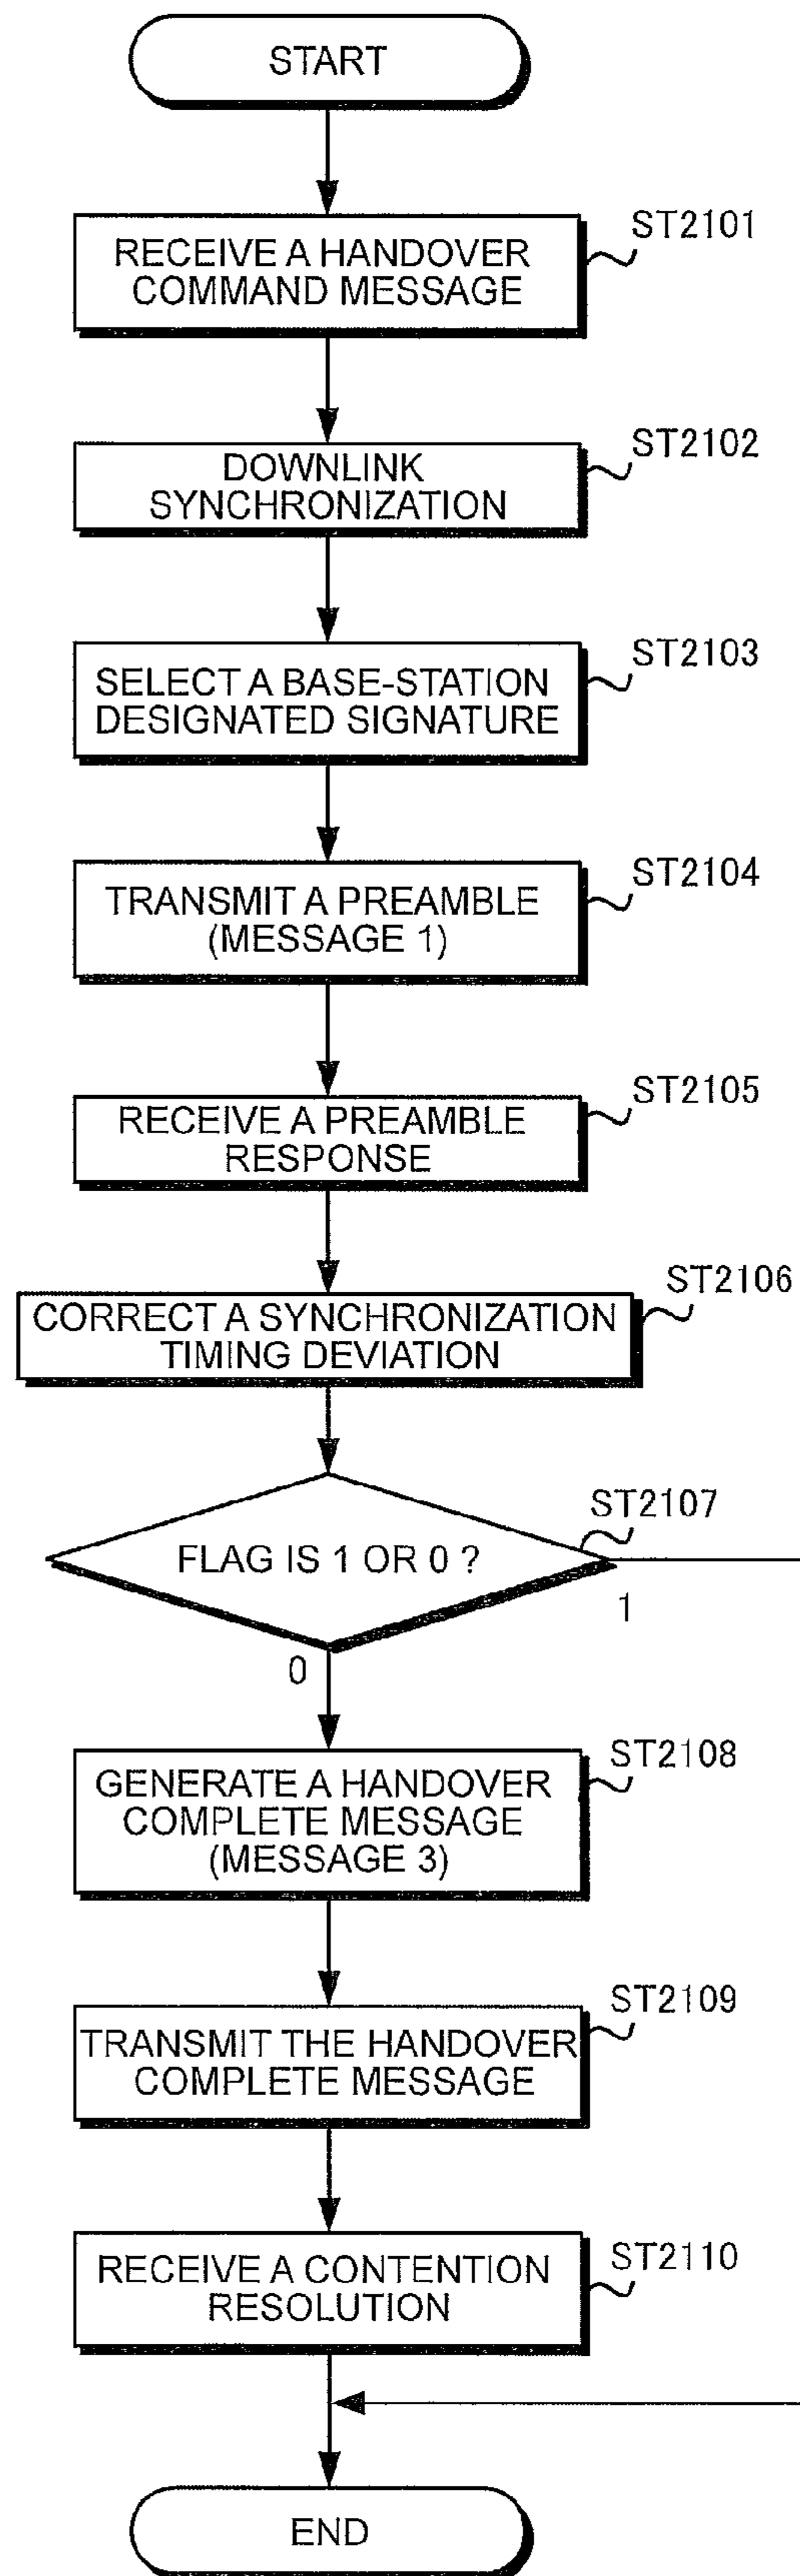 START
RECEIVE A HANDOVER
COMMAND MESSAGE
ST2101
DOWNLINK
SYNCHRONIZATION
ST2102
SELECT A BASE-STATION
DESIGNATED SIGNATURE
ST2103
TRANSMIT A PREAMBLE
(MESSAGE 1)
ST2104
RECEIVE A PREAMBLE
RESPONSE
ST2105
CORRECT A SYNCHRONIZATION
TIMING DEVIATION
ST2106
FLAG IS 1 OR 0 ?
ST2107
1
0
GENERATE A HANDOVER
COMPLETE MESSAGE
(MESSAGE 3)
ST2108
TRANSMIT THE HANDOVER
COMPLETE MESSAGE
ST2109
RECEIVE A CONTENTION
RESOLUTION
ST2110
END